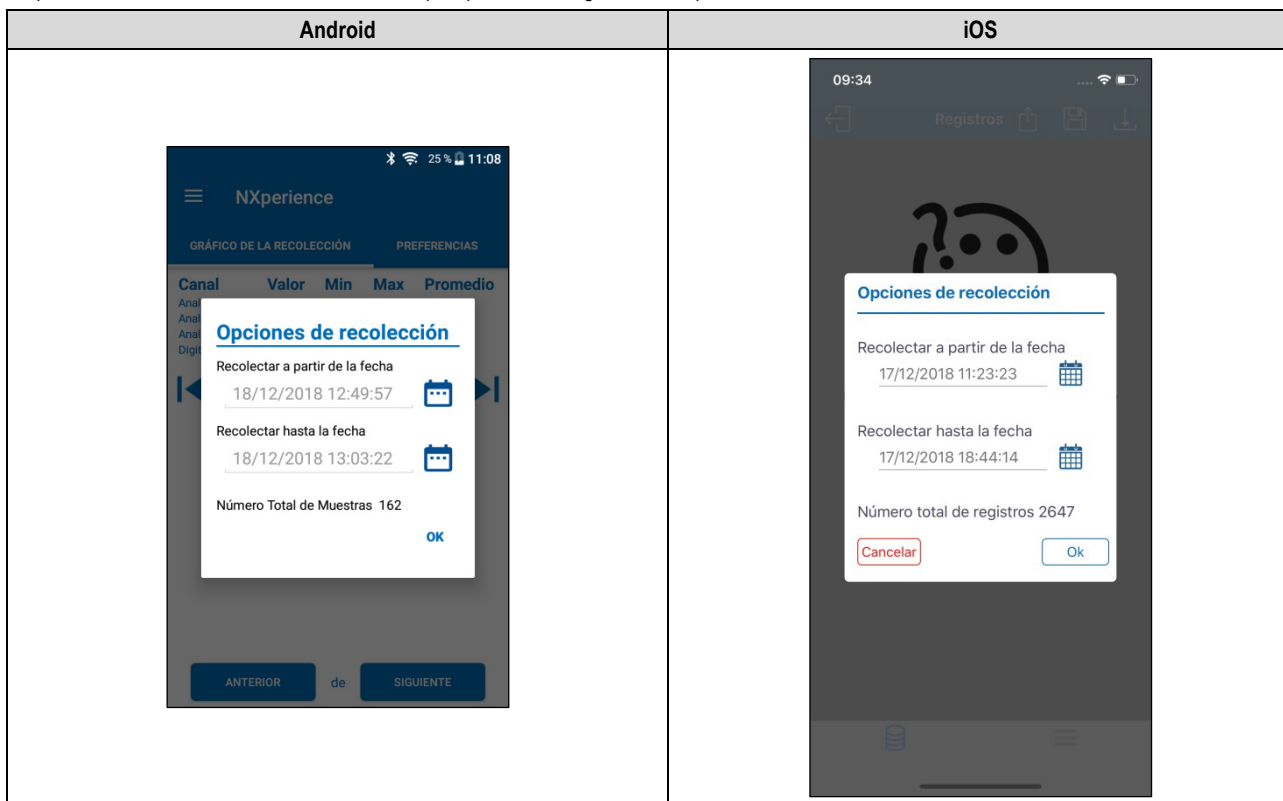 Android
iOS
25 % 11:08
NXperience
GRÁFICO DE LA RECOLECCIÓN PREFERENCIAS
Canal Valor Min Max Promedio
Anal
Anal
Anal
Digit
Opciones de recolección
Recolectar a partir de la fecha
18/12/2018 12:49:57
Recolectar hasta la fecha
18/12/2018 13:03:22
Número Total de Muestras 162
OK
ANTERIOR de SIGUIENTE
09:34
Registros
Opciones de recolección
Recolectar a partir de la fecha
17/12/2018 11:23:23
Recolectar hasta la fecha
17/12/2018 18:44:14
Número total de registros 2647
Cancelar Ok